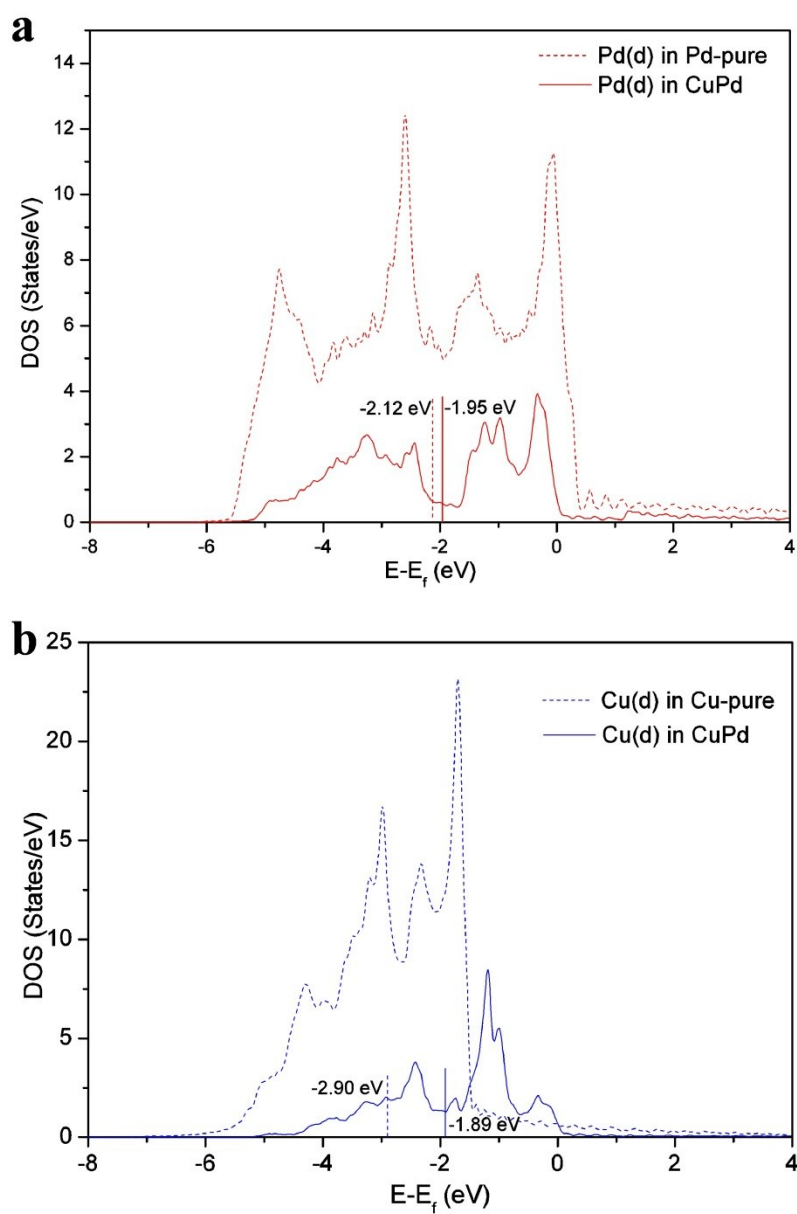 a
Pd(d) in Pd-pure
Pd(d) in CuPd
14
12
10
8
6
4
2
0
-2.12 eV
-1.95 eV
-8
-6
-4
-2
0
2
4
DOS (States/eV)
E-Ef (eV)
b
Cu(d) in Cu-pure
Cu(d) in CuPd
25
20
15
10
5
0
-2.90 eV
-1.89 eV
-8
-6
-4
-2
0
2
4
DOS (States/eV)
E-Ef (eV)